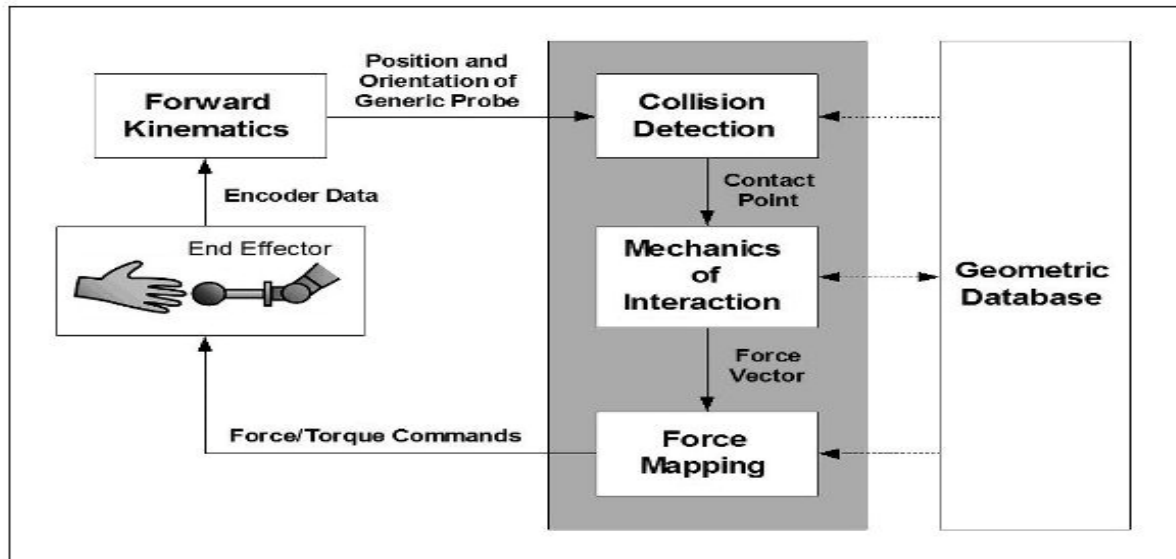 Position and
Orientation of
Generic Probe
Forward
Kinematics
Collision
Detection
Encoder Data
Contact
Point
End Effector
Mechanics
of
Interaction
Geometric
Database
Force
Vector
Force/Torque Commands
Force
Mapping